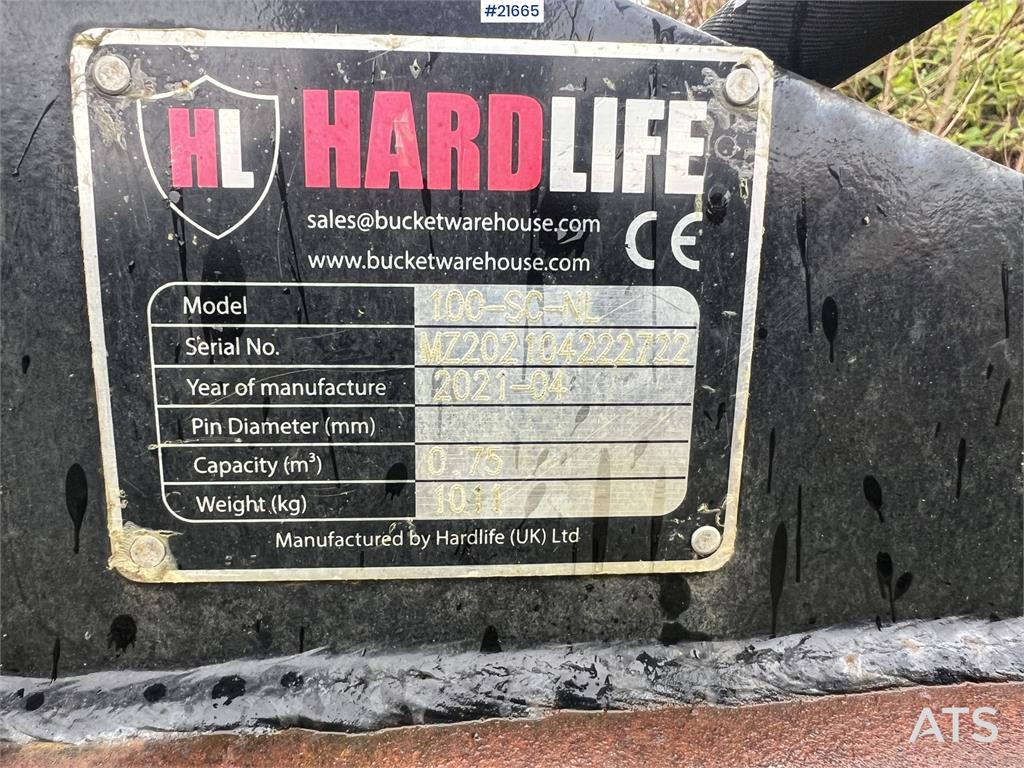 #21665
HL HARDLIFE
sales@bucketwarehouse.com
CE
www.bucketwarehouse.com
Model 100-SC-NL
Serial No. MZ202104222722
Year of manufacture 2021-04
Pin Diameter (mm)
Capacity (m³) 0.75
Weight (kg) 1011
Manufactured by Hardlife (UK) Ltd
ATS